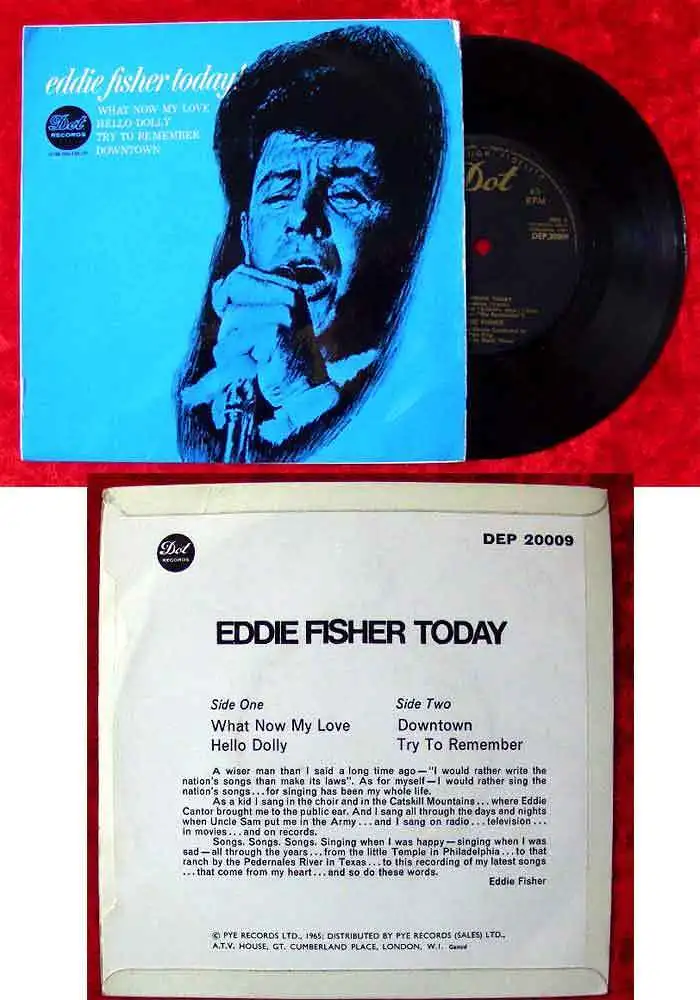 eddie fisher today!
WHAT NOW MY LOVE
HELLO DOLLY
TRY TO REMEMBER
DOWNTOWN
Dot
RECORDS
HIGH FIDELITY
Dot
45
RPM
DEP.20009
Dot
RECORDS
DEP 20009
EDDIE FISHER TODAY
Side One
What Now My Love
Hello Dolly
Side Two
Downtown
Try To Remember
A wiser man than I said a long time ago—"I would rather write the
nation's songs than make its laws". As for myself—I would rather sing the
nation's songs...for singing has been my whole life.
As a kid I sang in the choir and in the Catskill Mountains...where Eddie
Cantor brought me to the public ear. And I sang all through the days and nights
when Uncle Sam put me in the Army...and I sang on radio...television...
in movies...and on records.
Songs. Songs. Songs. Singing when I was happy—singing when I was
sad—all through the years...from the little Temple in Philadelphia...to that
ranch by the Pedernales River in Texas...to this recording of my latest songs
...that come from my heart...and so do these words.
Eddie Fisher
© PYE RECORDS LTD., 1965; DISTRIBUTED BY PYE RECORDS (SALES) LTD.,
A.T.V. HOUSE, GT. CUMBERLAND PLACE, LONDON, W.I.